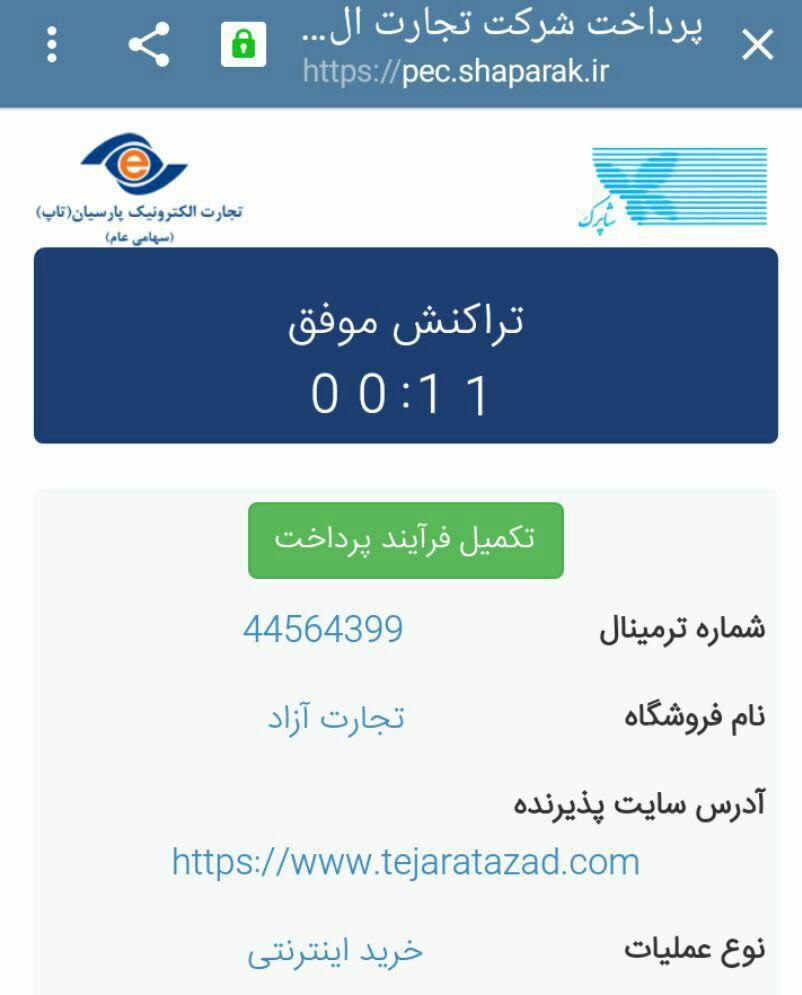 پرداخت شرکت تجارت ال...
https://pec.shaparak.ir
شاپرک
تجارت الکترونیک پارسیان(تاپ)
(سهامی عام)
تراکنش موفق
00:11
تکمیل فرآیند پرداخت
شماره ترمینال 44564399
نام فروشگاه تجارت آزاد
آدرس سایت پذیرنده
https://www.tejaratazad.com
نوع عملیات خرید اینترنتی